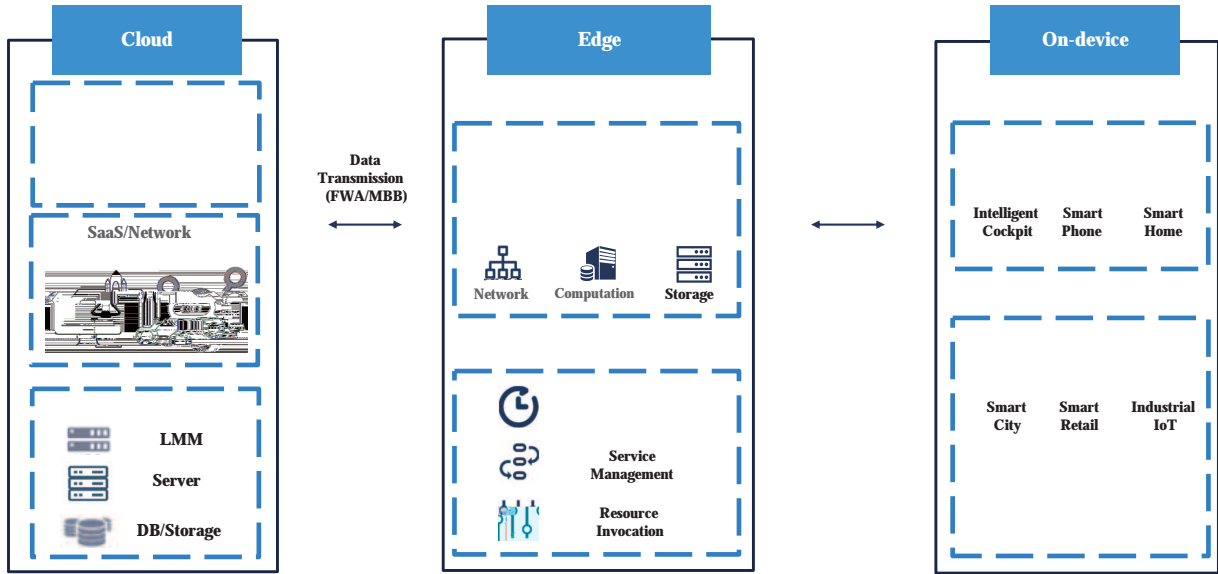 Cloud
SaaS/Network
LMM
Server
DB/Storage
Data
Transmission
(FWA/MBB)
Edge
Network
Computation
Storage
Service
Management
Resource
Invocation
On-device
Intelligent
Cockpit
Smart
Phone
Smart
Home
Smart
City
Smart
Retail
Industrial
IoT